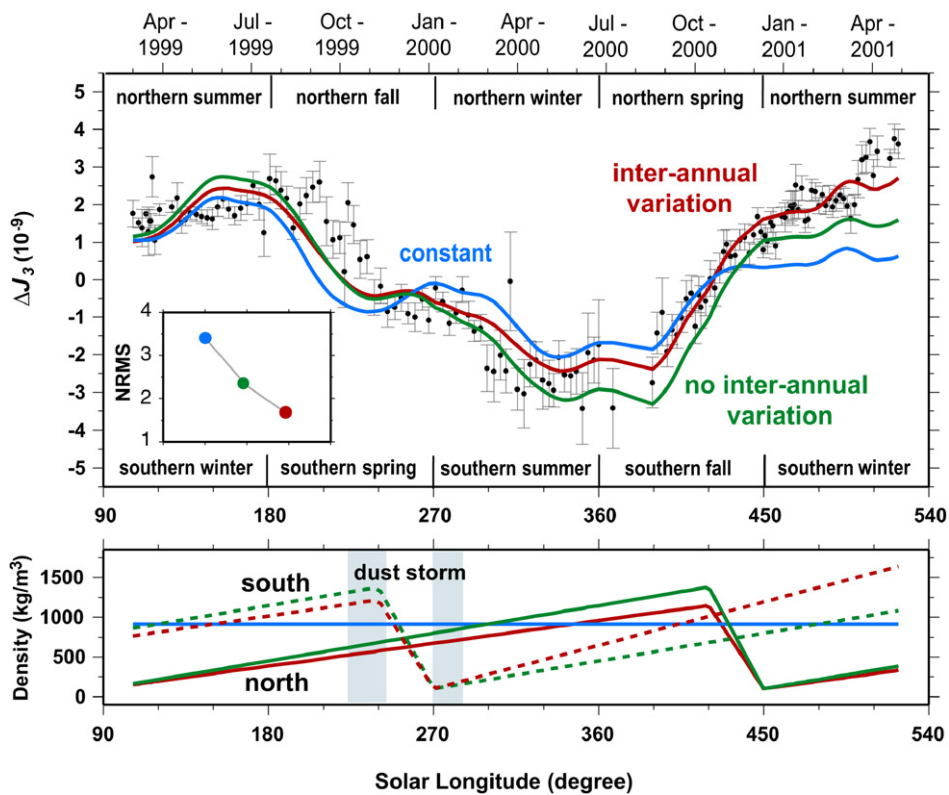 Apr - Jul - Oct - Jan - Apr - Jul - Oct - Jan - Apr -
1999 1999 1999 2000 2000 2000 2000 2001 2001
5
4
3
2
1
0
-1
-2
-3
-4
-5
ΔJ3 (10-9)
northern summer northern fall northern winter northern spring northern summer
inter-annual
variation
constant
no inter-annual
variation
4
3
2
1
NRMS
southern winter southern spring southern summer southern fall southern winter
90 180 270 360 450 540
1500
1000
500
0
Density (kg/m3)
south
dust storm
north
90 180 270 360 450 540
Solar Longitude (degree)